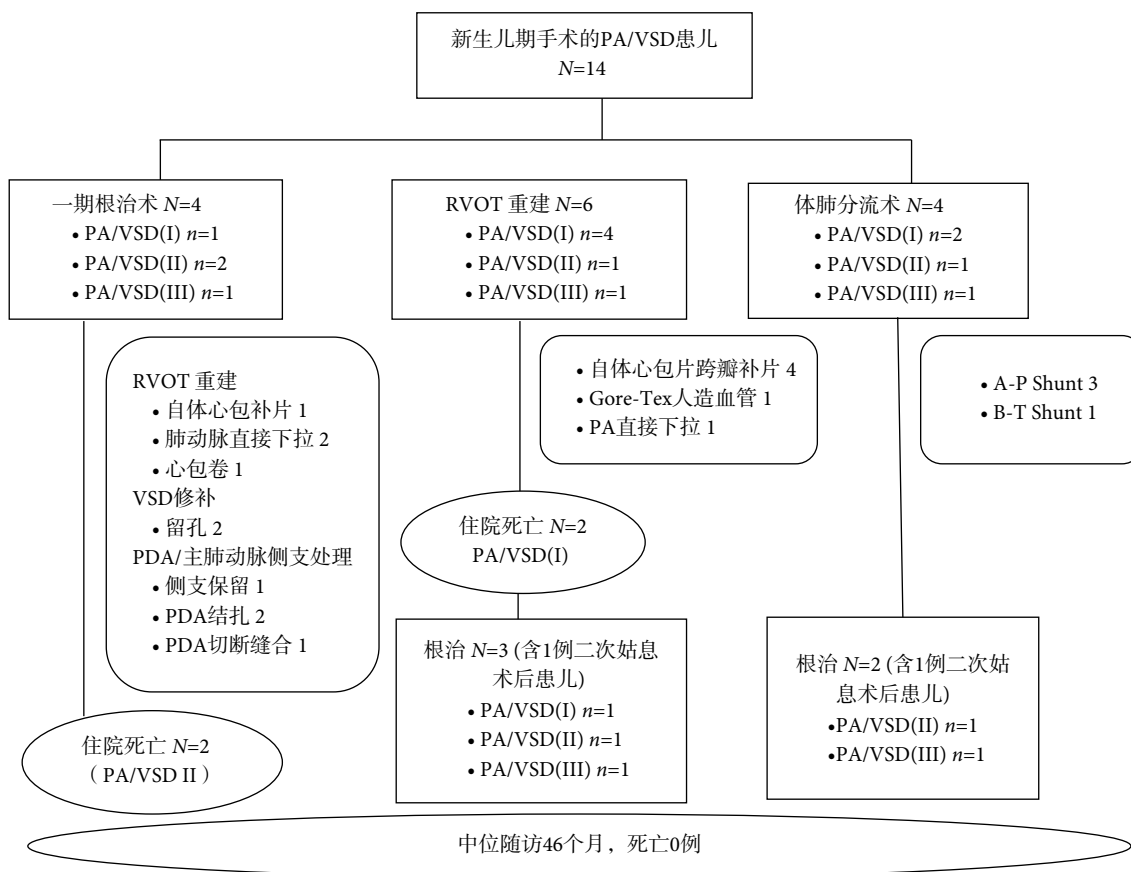 新生儿期手术的PA/VSD患儿
N=14
一期根治术 N=4
• PA/VSD(I) n=1
• PA/VSD(II) n=2
• PA/VSD(III) n=1
RVOT 重建 N=6
• PA/VSD(I) n=4
• PA/VSD(II) n=1
• PA/VSD(III) n=1
体肺分流术 N=4
• PA/VSD(I) n=2
• PA/VSD(II) n=1
• PA/VSD(III) n=1
RVOT 重建
• 自体心包补片 1
• 肺动脉直接下拉 2
• 心包卷 1
VSD修补
• 留孔 2
PDA/主肺动脉侧支处理
• 侧支保留 1
• PDA结扎 2
• PDA切断缝合 1
• 自体心包片跨瓣补片 4
• Gore-Tex人造血管 1
• PA直接下拉 1
• A-P Shunt 3
• B-T Shunt 1
住院死亡 N=2
PA/VSD(I)
根治 N=3 (含1例二次姑息
术后患儿)
• PA/VSD(I) n=1
• PA/VSD(II) n=1
• PA/VSD(III) n=1
根治 N=2 (含1例二次姑
息术后患儿)
•PA/VSD(II) n=1
•PA/VSD(III) n=1
住院死亡 N=2
（PA/VSD II）
中位随访46个月，死亡0例